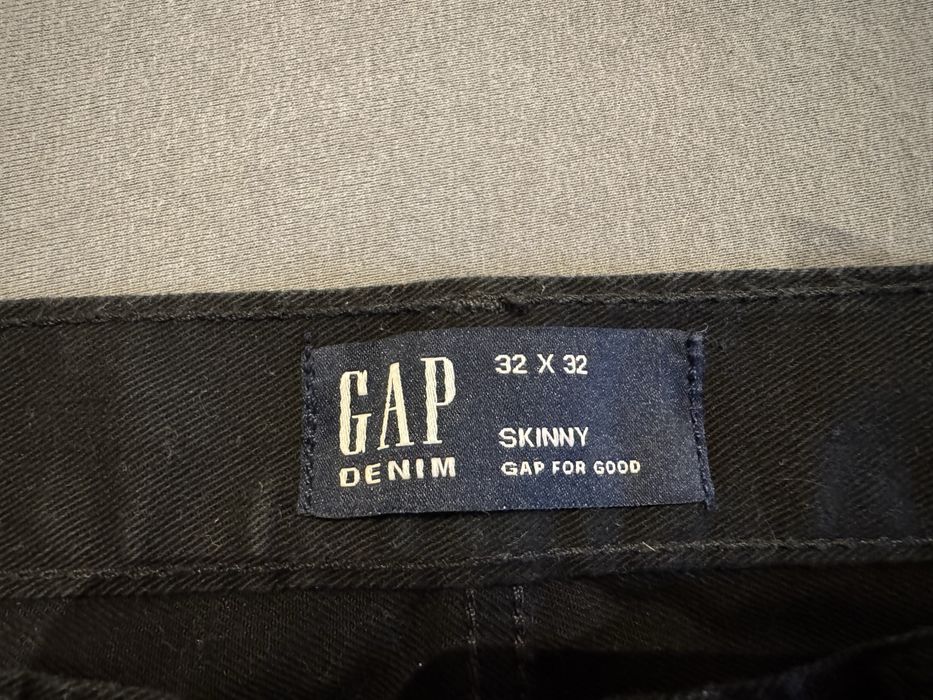 GAP
DENIM
32 X 32
SKINNY
GAP FOR GOOD